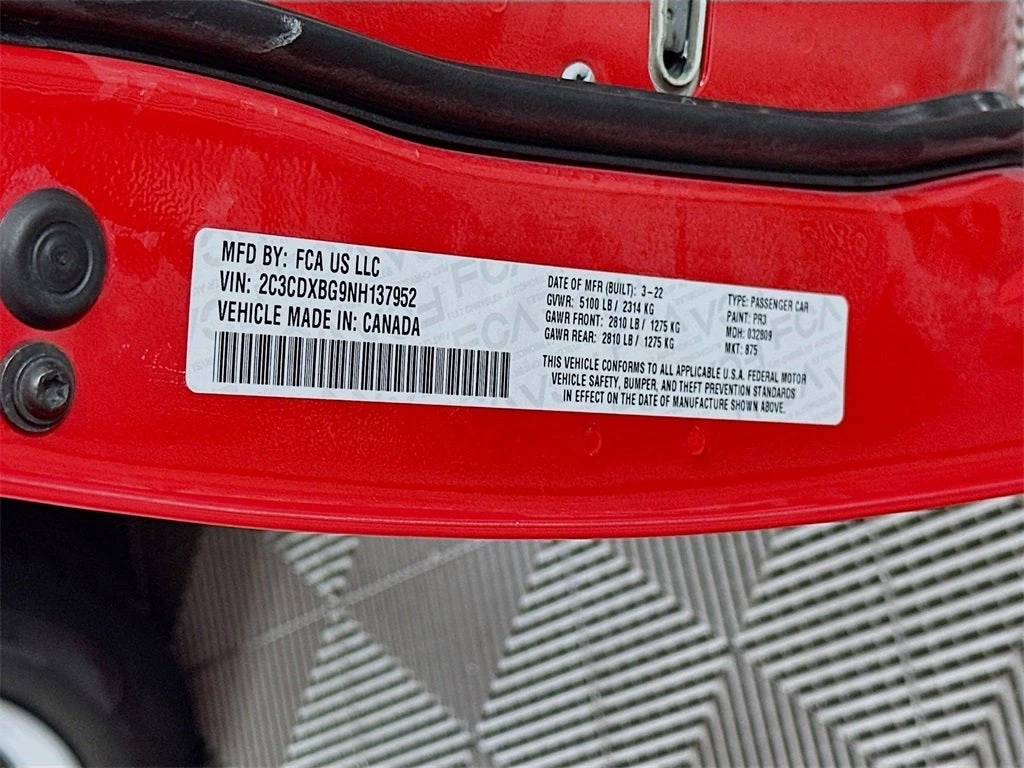 MFD BY: FCA US LLC
VIN: 2C3CDXBG9NH137952
VEHICLE MADE IN: CANADA
DATE OF MFR (BUILT): 3-22
GVWR: 5100 LB / 2314 KG
GAWR FRONT: 2810 LB / 1275 KG
GAWR REAR: 2810 LB / 1275 KG
TYPE: PASSENGER CAR
PAINT: PR3
MDH: 032809
MKT: 875
THIS VEHICLE CONFORMS TO ALL APPLICABLE U.S.A. FEDERAL MOTOR
VEHICLE SAFETY, BUMPER, AND THEFT PREVENTION STANDARDS
IN EFFECT ON THE DATE OF MANUFACTURE SHOWN ABOVE.